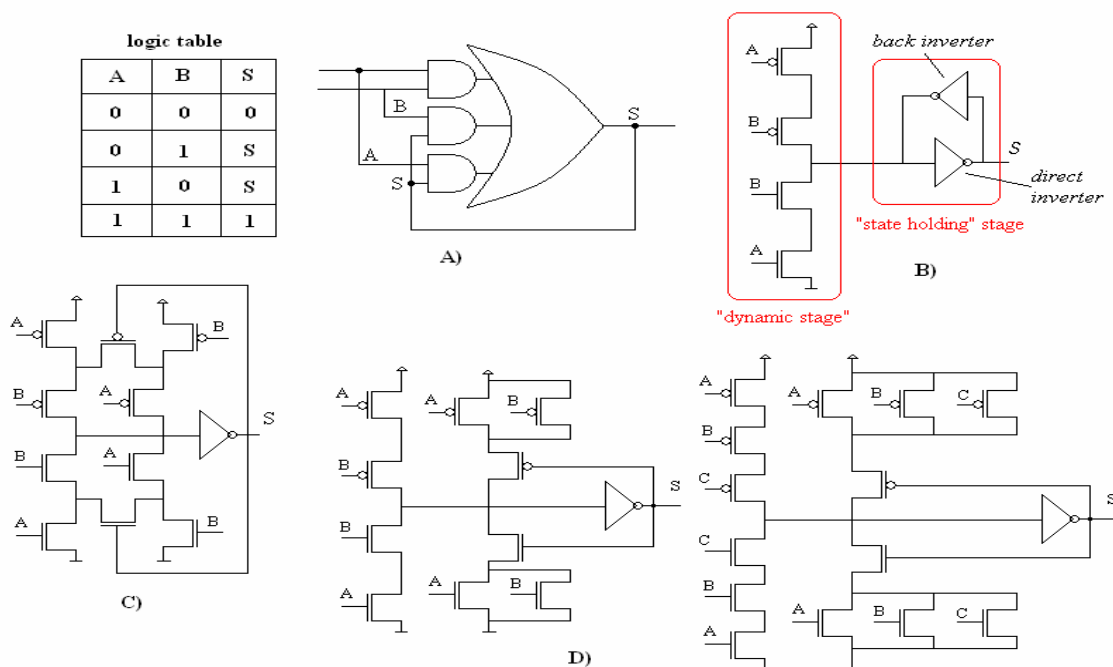 logic table
A B S
0 0 0
0 1 S
1 0 S
1 1 1
B
A
S
S
A)
A
B
B
A
"dynamic stage"
back inverter
S
direct
inverter
"state holding" stage
B)
A
B
B
A
B
A
A
B
S
C)
A
B
B
A
A
B
A
B
S
D)
A
B
C
C
B
A
A
B
C
A
B
C
S